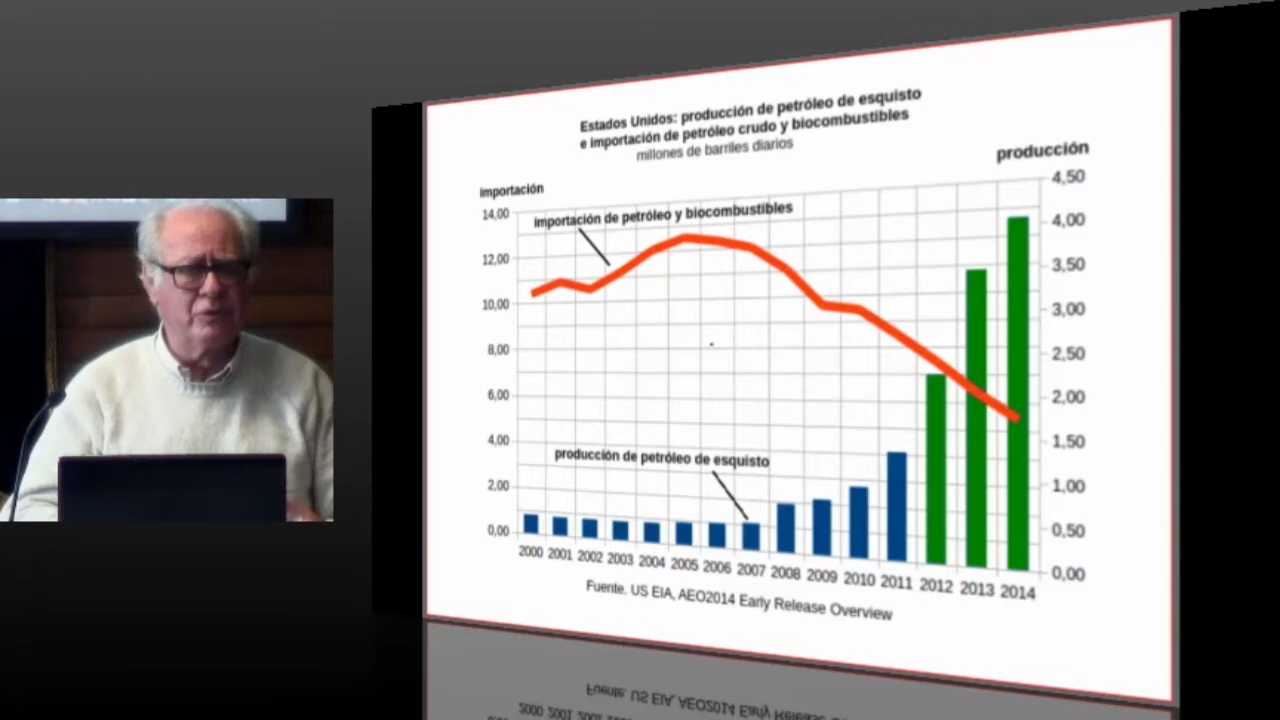 Estados Unidos: producción de petróleo de esquisto
e importación de petróleo crudo y biocombustibles
millones de barriles diarios
importación
producción
importación de petróleo y biocombustibles
14,00
12,00
10,00
8,00
6,00
4,00
2,00
0,00
4,50
4,00
3,50
3,00
2,50
2,00
1,50
1,00
0,50
0,00
producción de petróleo de esquisto
2000 2001 2002 2003 2004 2005 2006 2007 2008 2009 2010 2011 2012 2013 2014
Fuente. US EIA, AEO2014 Early Release Overview